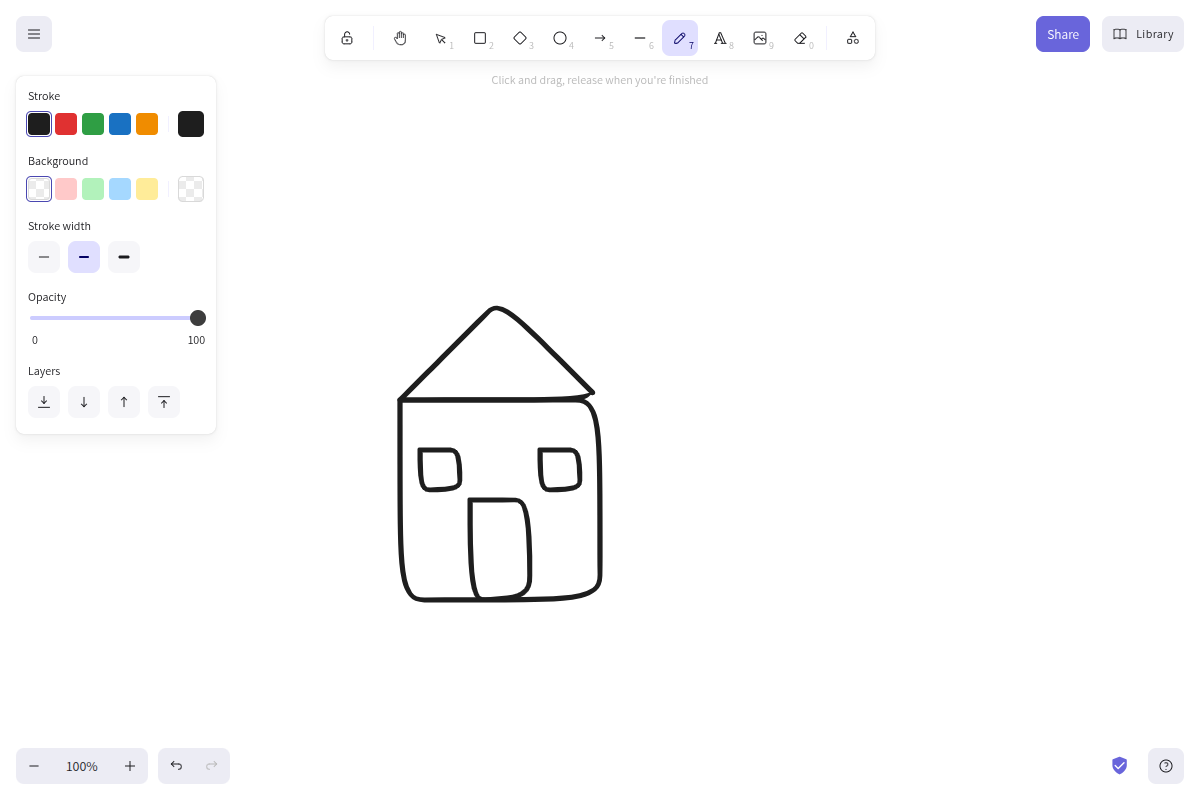 1
2
3
4
5
6
7
8
9
0
Share
Library
Click and drag, release when you're finished
Stroke
Background
Stroke width
Opacity
0 100
Layers
100%